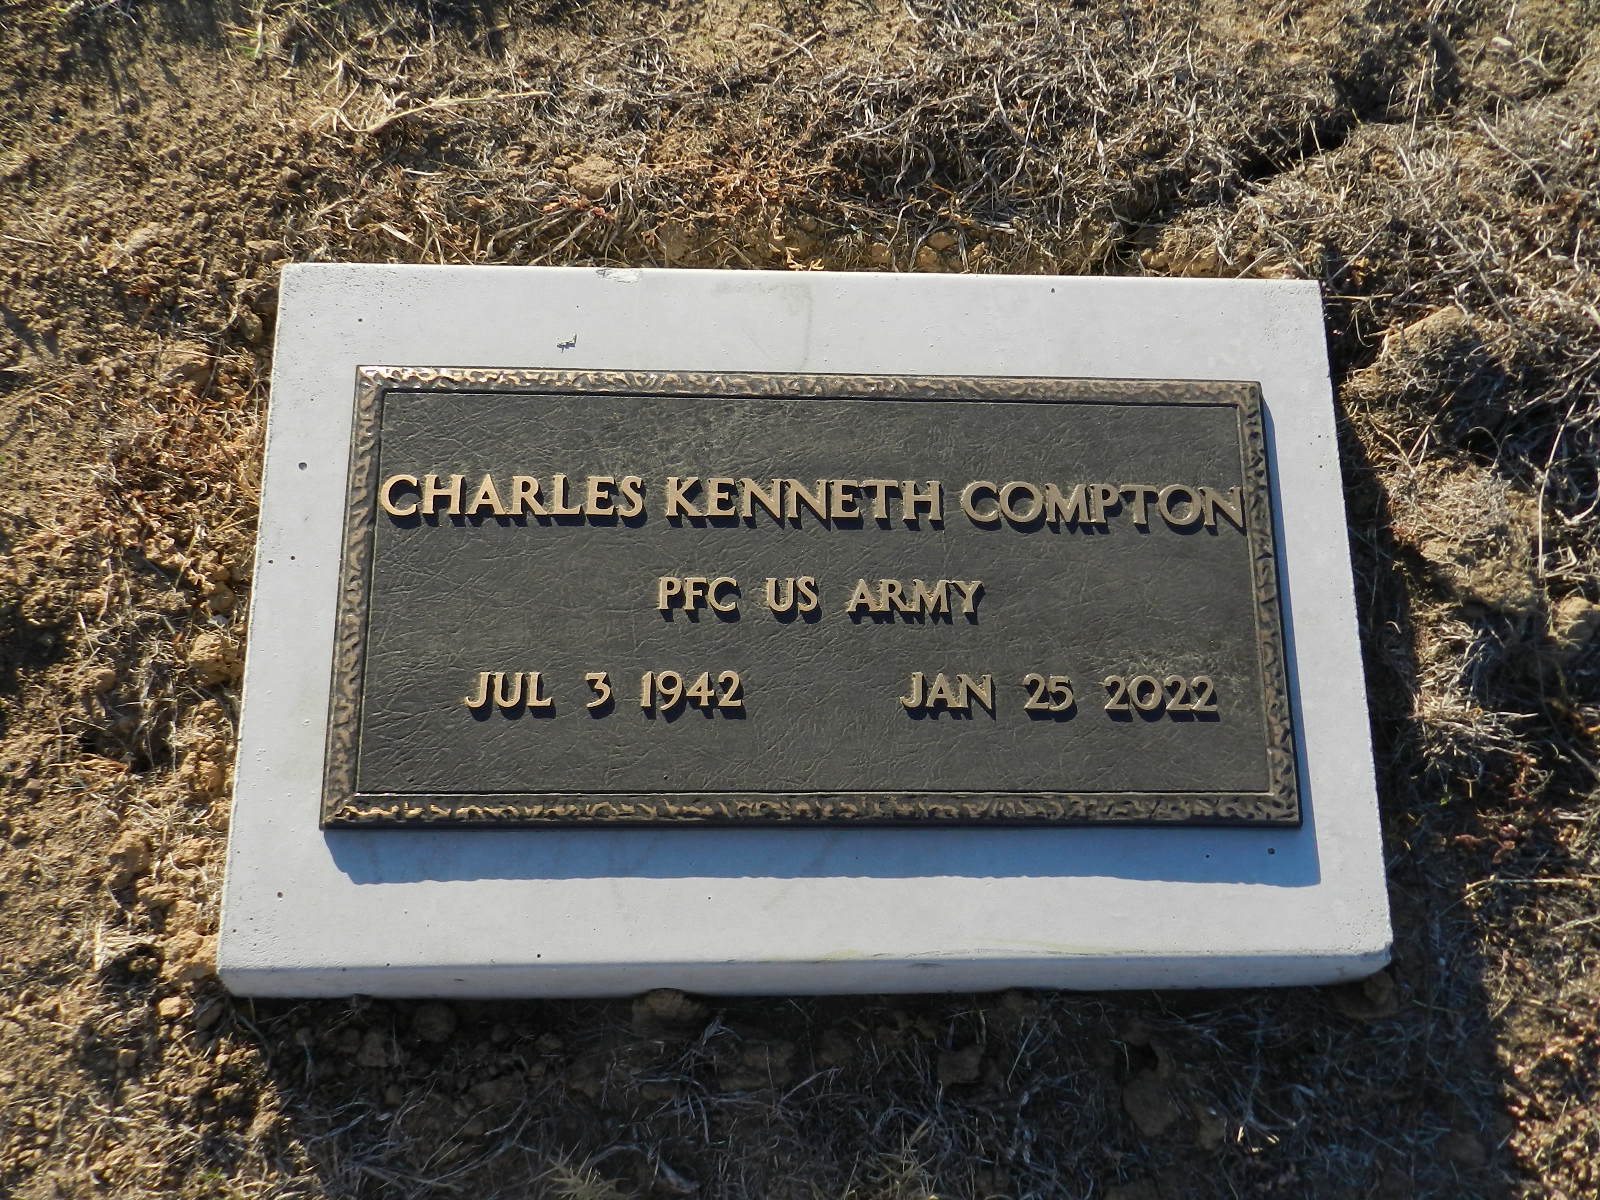 CHARLES KENNETH COMPTON
PFC US ARMY
JUL 3 1942 JAN 25 2022